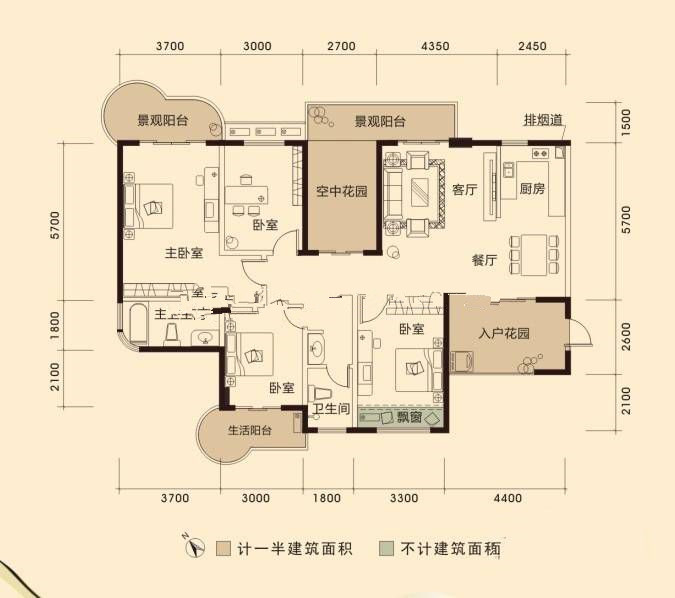 3700 3000 2700 4350 2450
景观阳台
景观阳台
排烟道
1500
5700
1800
2100
空中花园
客厅
厨房
5700
卧室
主卧室
餐厅
室
主
卧室
入户花园
2600
卧室
卫生间
飘窗
2100
生活阳台
3700 3000 1800 3300 4400
N
计一半建筑面积
不计建筑面积